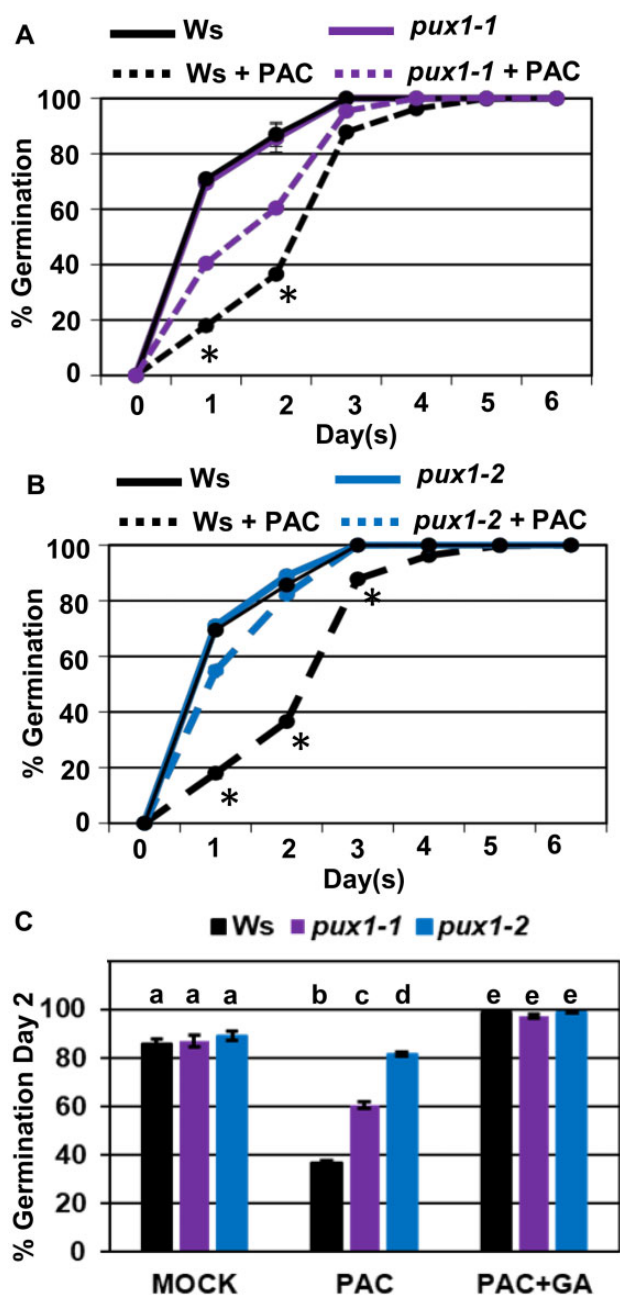 A
Ws pux1-1
Ws + PAC pux1-1 + PAC
100
80
60
40
20
0
% Germination
0 1 2 3 4 5 6
* *
Day(s)
B
Ws pux1-2
Ws + PAC pux1-2 + PAC
100
80
60
40
20
0
% Germination
0 1 2 3 4 5 6
* * *
Day(s)
C
Ws pux1-1 pux1-2
a a a b c d e e e
100
80
60
40
20
0
% Germination Day 2
MOCK PAC PAC+GA